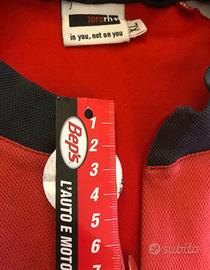 zerorh+
in you, not on you
XL
Bep's
L'AUTO E MOTO
1
2
3
4
5
6
7
subito